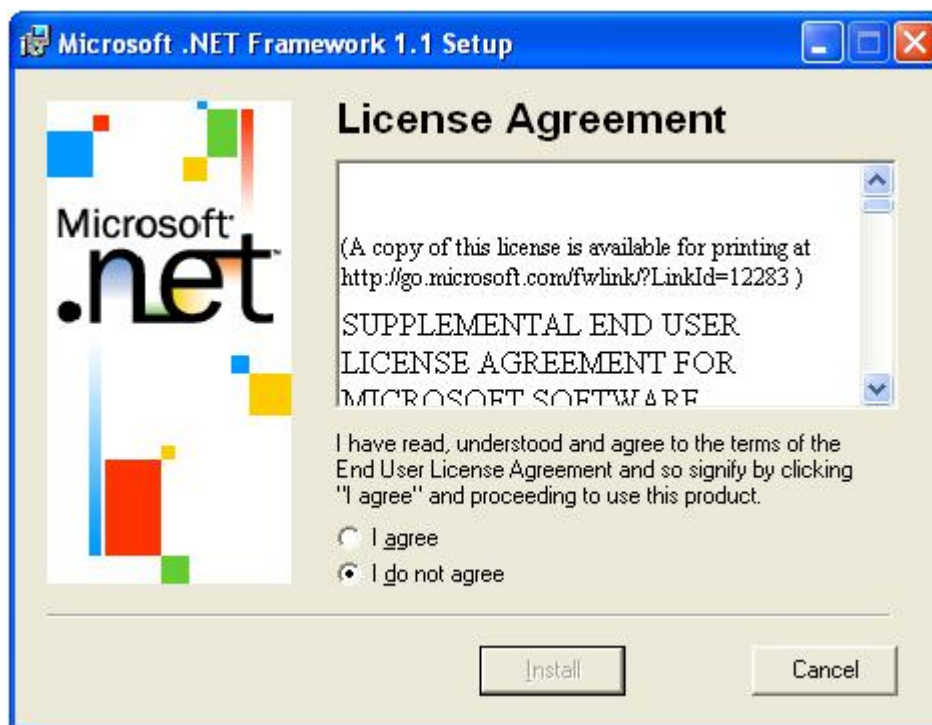 Microsoft .NET Framework 1.1 Setup
License Agreement
Microsoft
.net™
(A copy of this license is available for printing at
http://go.microsoft.com/fwlink/?LinkId=12283 )
SUPPLEMENTAL END USER
LICENSE AGREEMENT FOR
MICROSOFT SOFTWARE
I have read, understood and agree to the terms of the
End User License Agreement and so signify by clicking
"I agree" and proceeding to use this product.
I agree
I do not agree
Install
Cancel